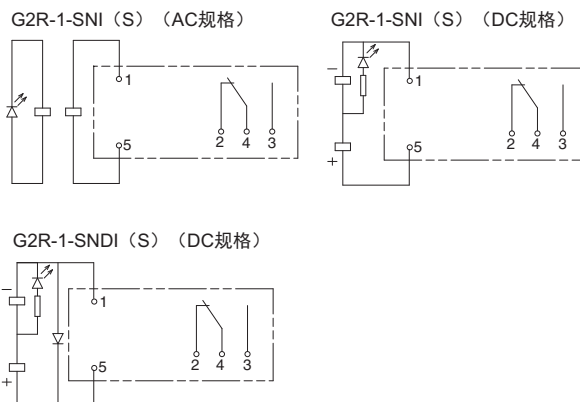 G2R-1-SNI（S）（AC规格）
1
5
2 4 3
G2R-1-SNI（S）（DC规格）
−
1
+
5
2 4 3
G2R-1-SNDI（S）（DC规格）
−
1
+
5
2 4 3